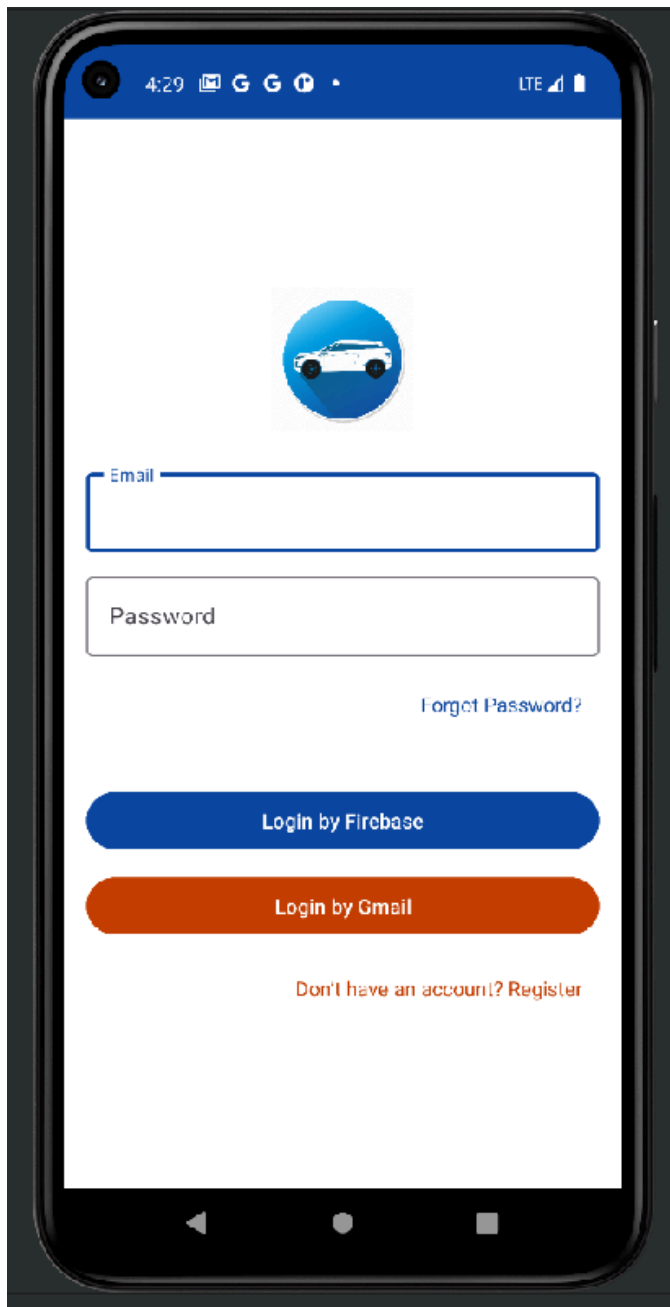 4:29 LTE
Email
Password
Forgot Password?
Login by Firebase
Login by Gmail
Don't have an account? Register